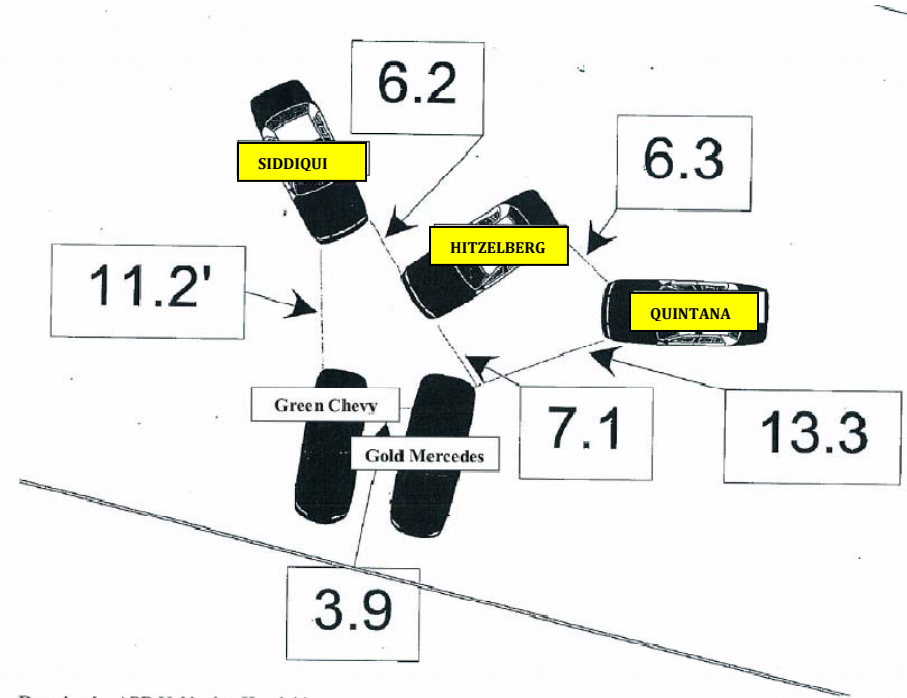 6.2
6.3
SIDDIQUI
HITZELBERG
11.2'
QUINTANA
Green Chevy
7.1
13.3
Gold Mercedes
3.9